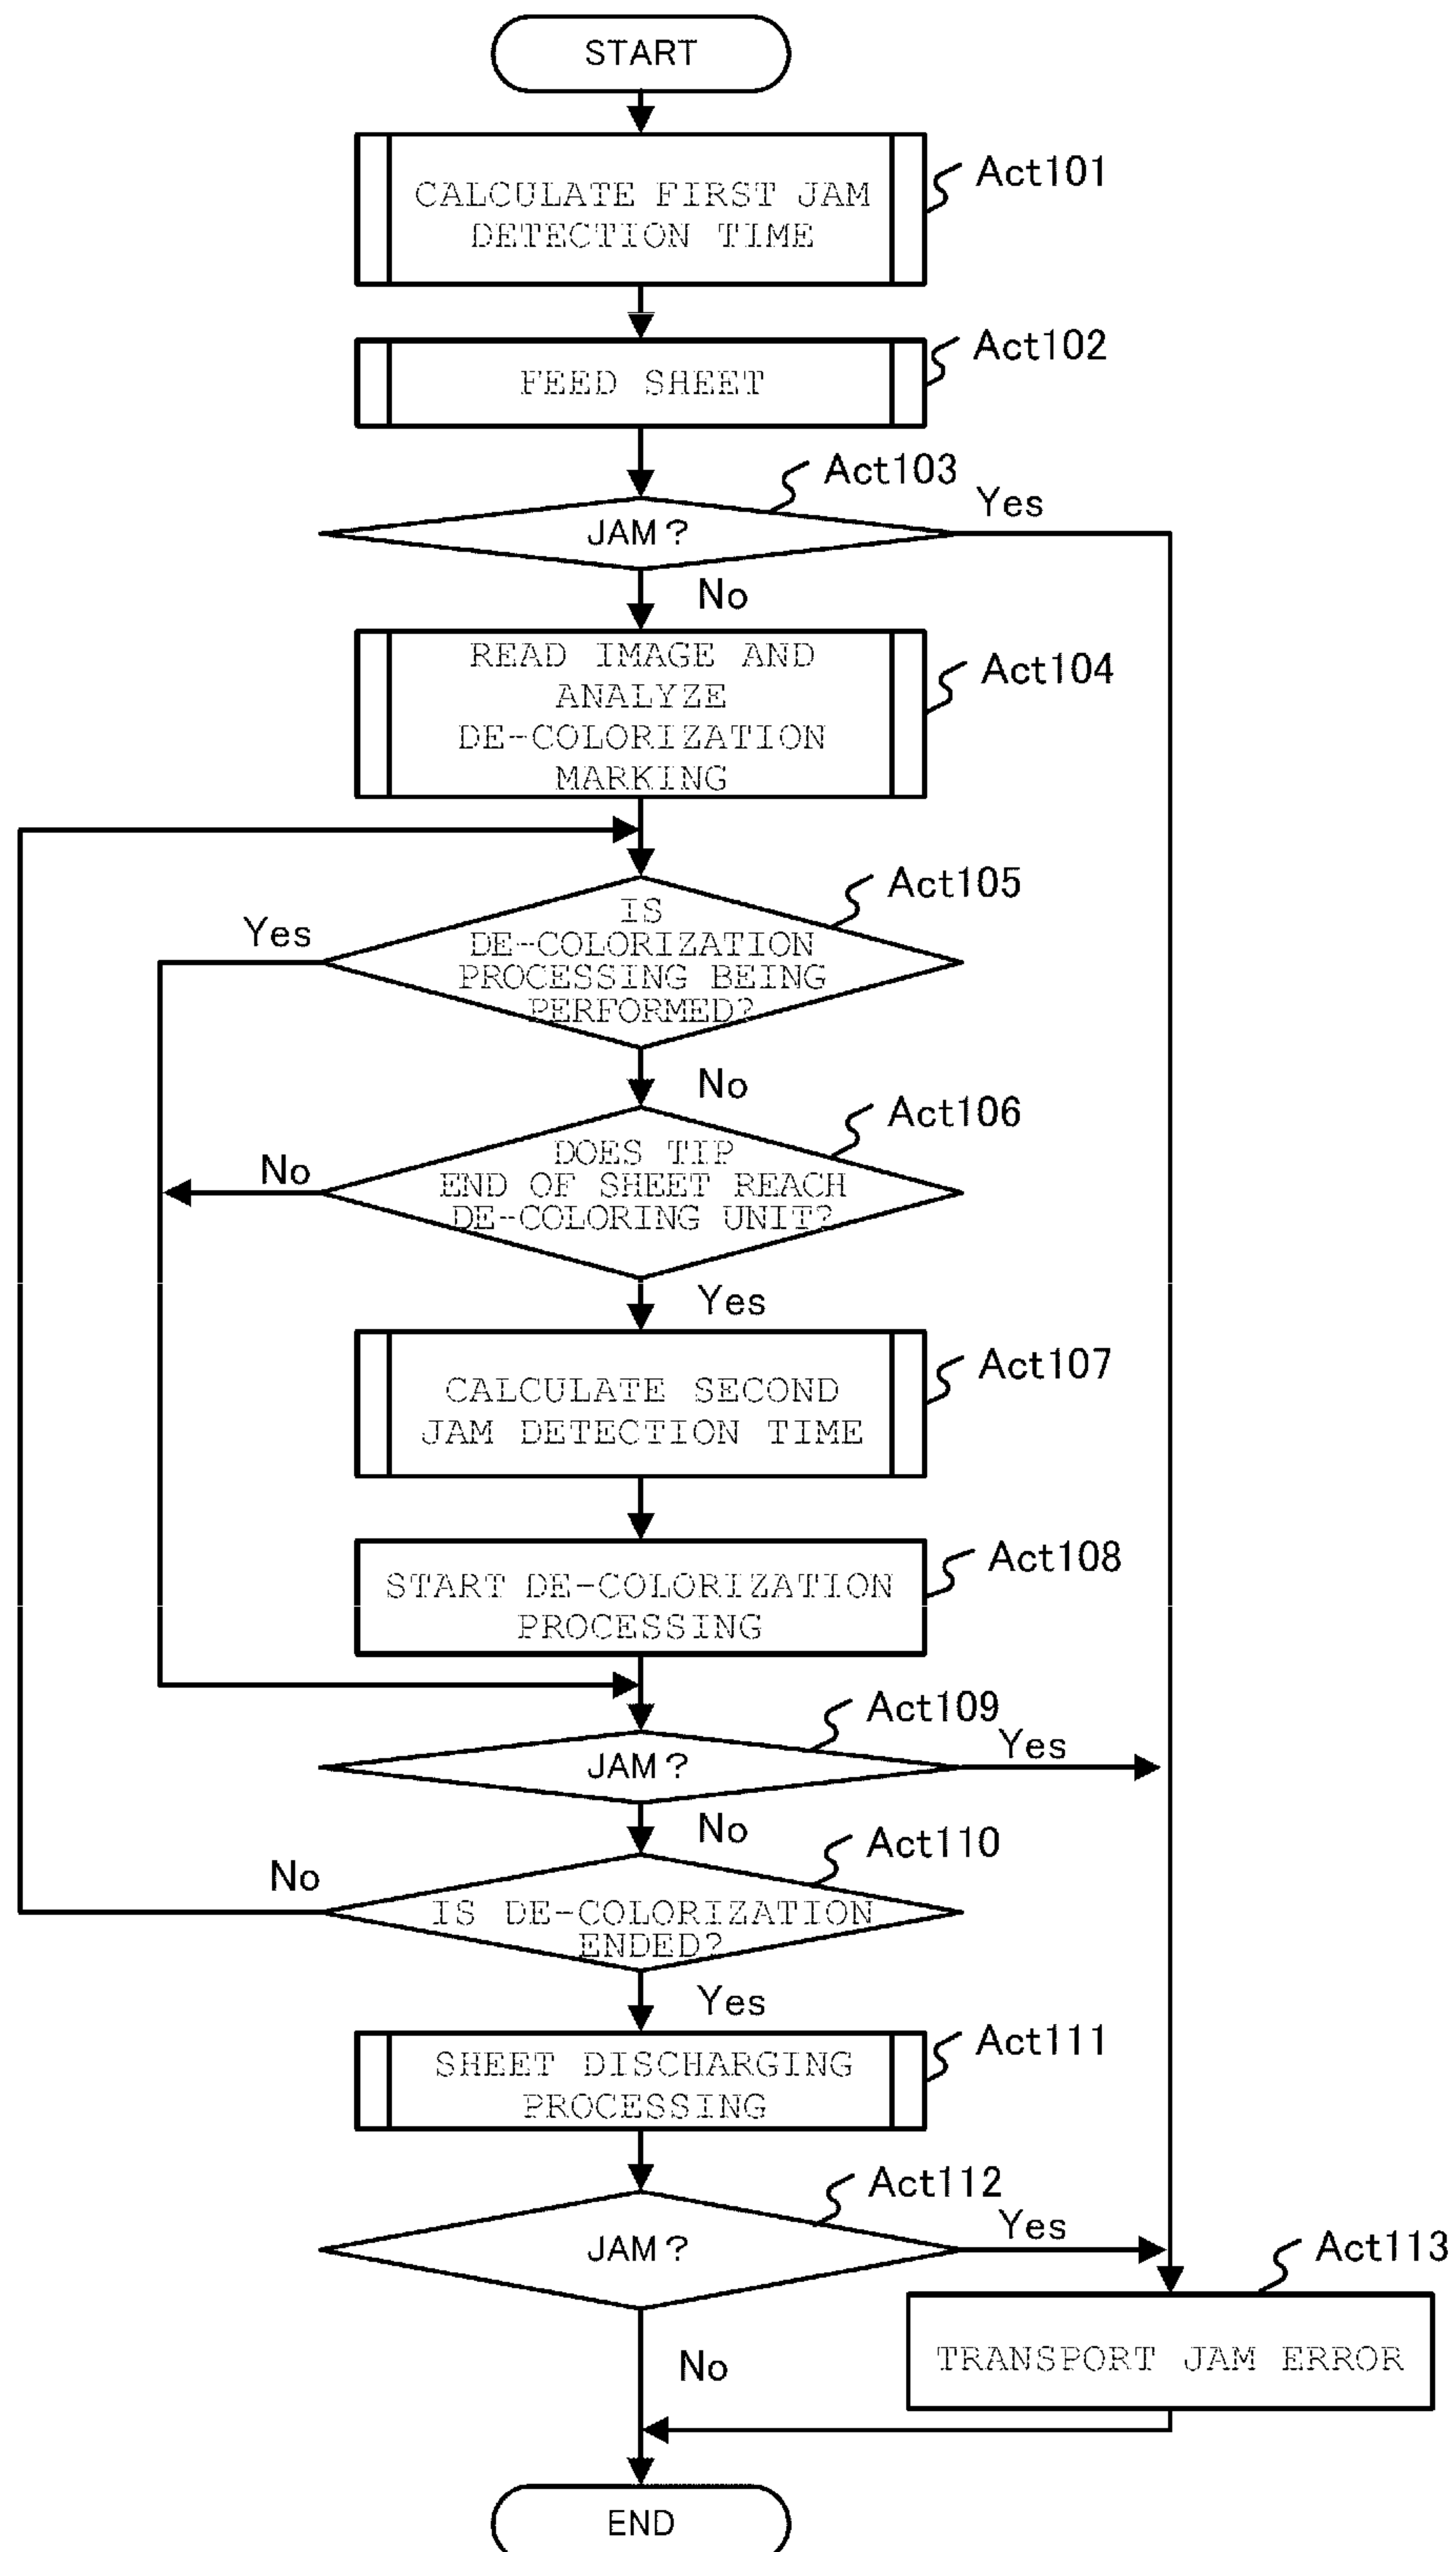 START
CALCULATE FIRST JAM
DETECTION TIME
Act101
FEED SHEET
Act102
JAM?
Act103
Yes
No
READ IMAGE AND
ANALYZE
DE-COLORIZATION
MARKING
Act104
IS
DE-COLORIZATION
PROCESSING BEING
PERFORMED?
Act105
Yes
No
DOES TIP
END OF SHEET REACH
DE-COLORING UNIT?
Act106
No
Yes
CALCULATE SECOND
JAM DETECTION TIME
Act107
START DE-COLORIZATION
PROCESSING
Act108
JAM?
Act109
Yes
No
IS DE-COLORIZATION
ENDED?
Act110
No
Yes
SHEET DISCHARGING
PROCESSING
Act111
JAM?
Act112
Yes
No
TRANSPORT JAM ERROR
Act113
END